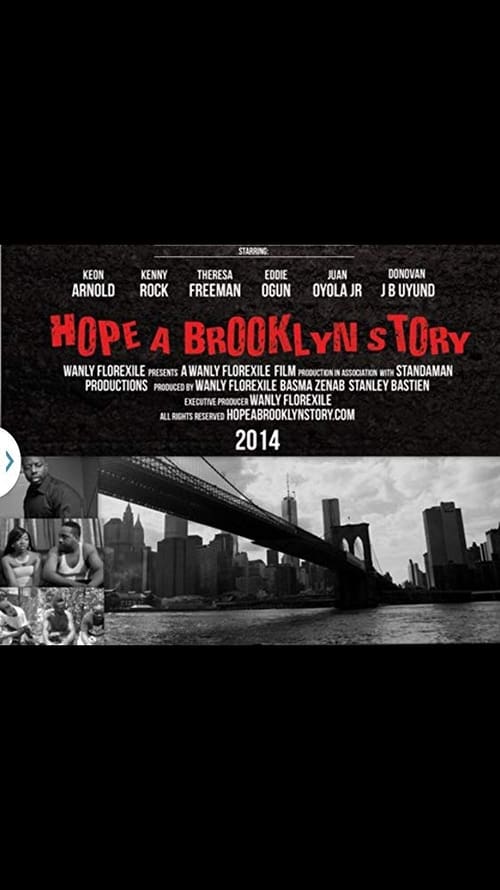 STARRING:
KEON KENNY THERESA EDDIE JUAN DONOVAN
ARNOLD ROCK FREEMAN OGUN OYOLA JR J B UYUND
HOPE A BROOKLYN STORY
WANLY FLOREXILE PRESENTS A WANLY FLOREXILE FILM PRODUCTION IN ASSOCIATION WITH STANDAMAN
PRODUCTIONS PRODUCED BY WANLY FLOREXILE BASMA ZENAB STANLEY BASTIEN
EXECUTIVE PRODUCER WANLY FLOREXILE
ALL RIGHTS RESERVED HOPEABROOKLYNSTORY.COM
2014